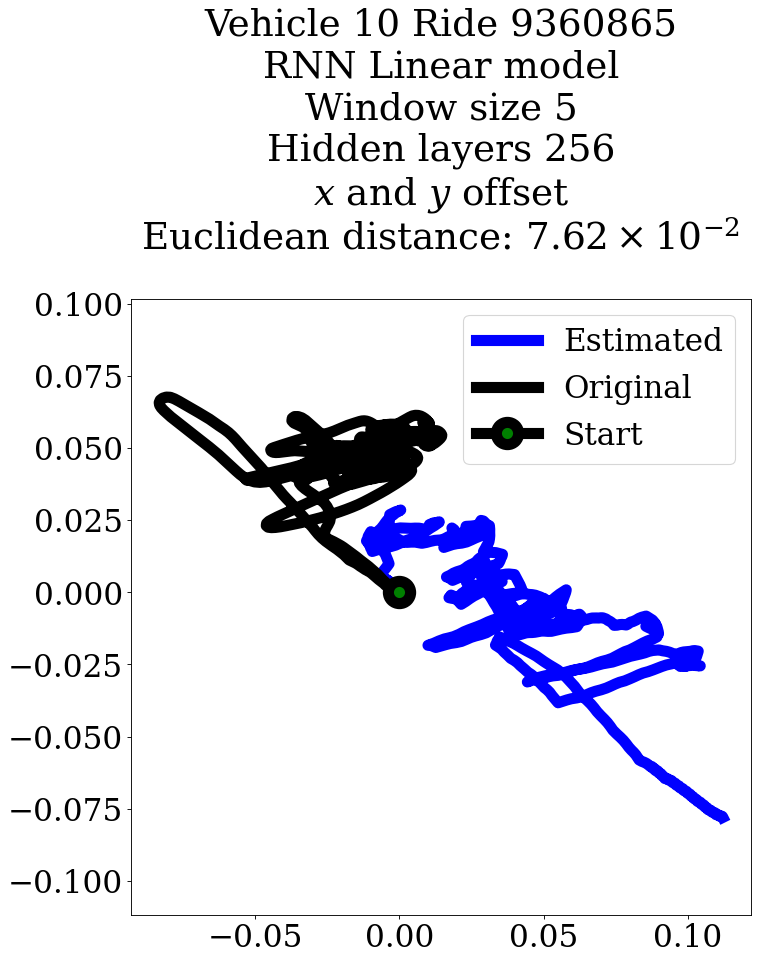 Vehicle 10 Ride 9360865
RNN Linear model
Window size 5
Hidden layers 256
x and y offset
Euclidean distance: 7.62 × 10⁻²
Estimated
Original
Start
0.100
0.075
0.050
0.025
0.000
−0.025
−0.050
−0.075
−0.100
−0.05 0.00 0.05 0.10